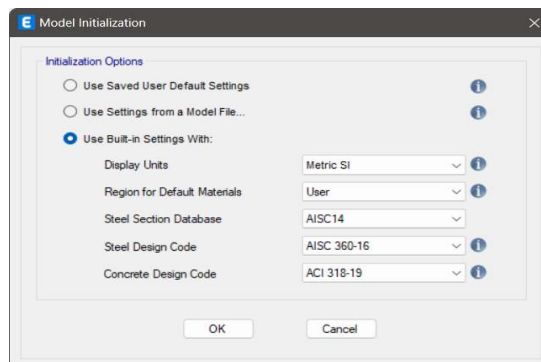 E Model Initialization
Initialization Options
Use Saved User Default Settings
Use Settings from a Model File...
Use Built-in Settings With:
Display Units Metric SI
Region for Default Materials User
Steel Section Database AISC14
Steel Design Code AISC 360-16
Concrete Design Code ACI 318-19
OK Cancel